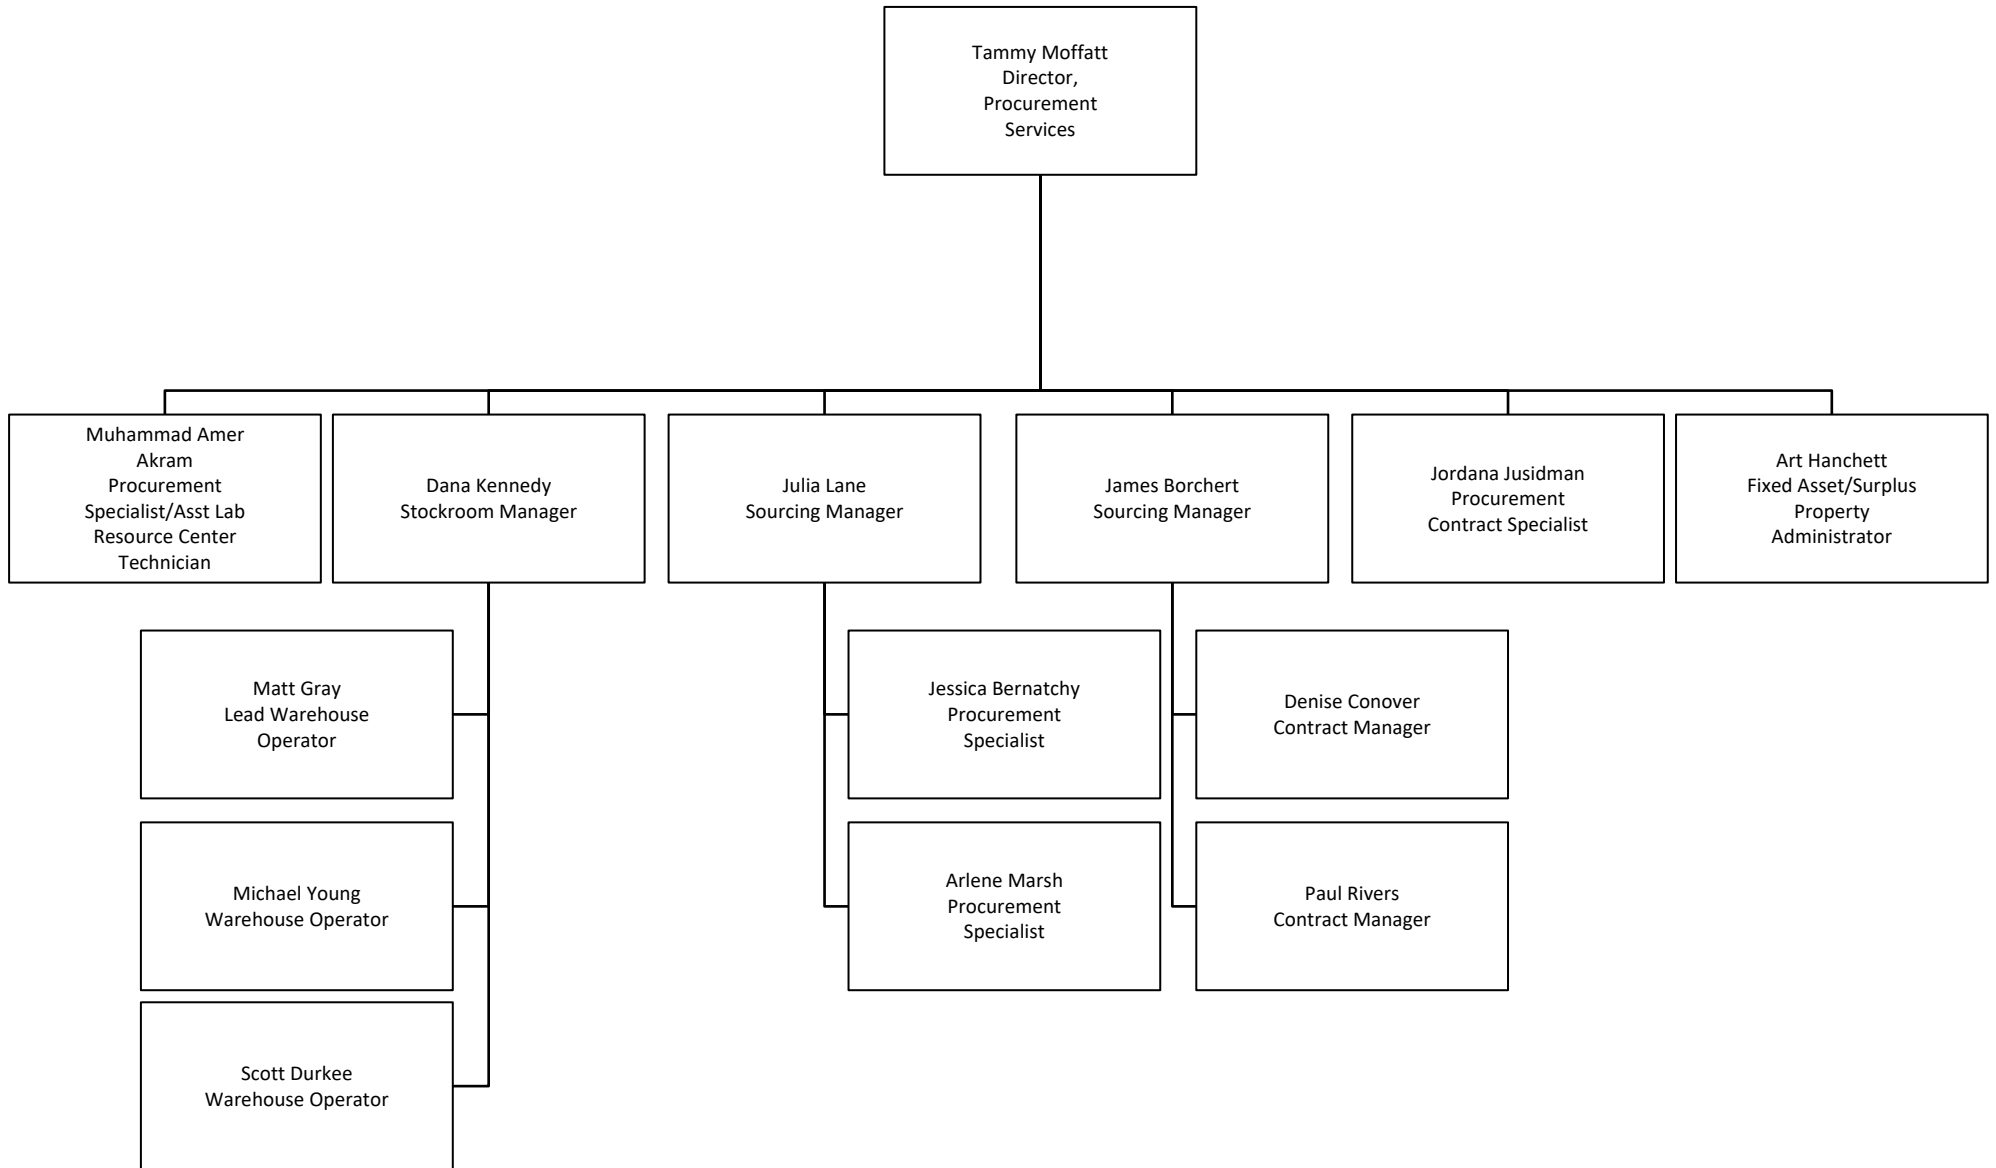 Tammy Moffatt
Director,
Procurement
Services
Muhammad Amer
Akram
Procurement
Specialist/Asst Lab
Resource Center
Technician
Dana Kennedy
Stockroom Manager
Julia Lane
Sourcing Manager
James Borchert
Sourcing Manager
Jordana Jusidman
Procurement
Contract Specialist
Art Hanchett
Fixed Asset/Surplus
Property
Administrator
Matt Gray
Lead Warehouse
Operator
Jessica Bernatchy
Procurement
Specialist
Denise Conover
Contract Manager
Michael Young
Warehouse Operator
Arlene Marsh
Procurement
Specialist
Paul Rivers
Contract Manager
Scott Durkee
Warehouse Operator